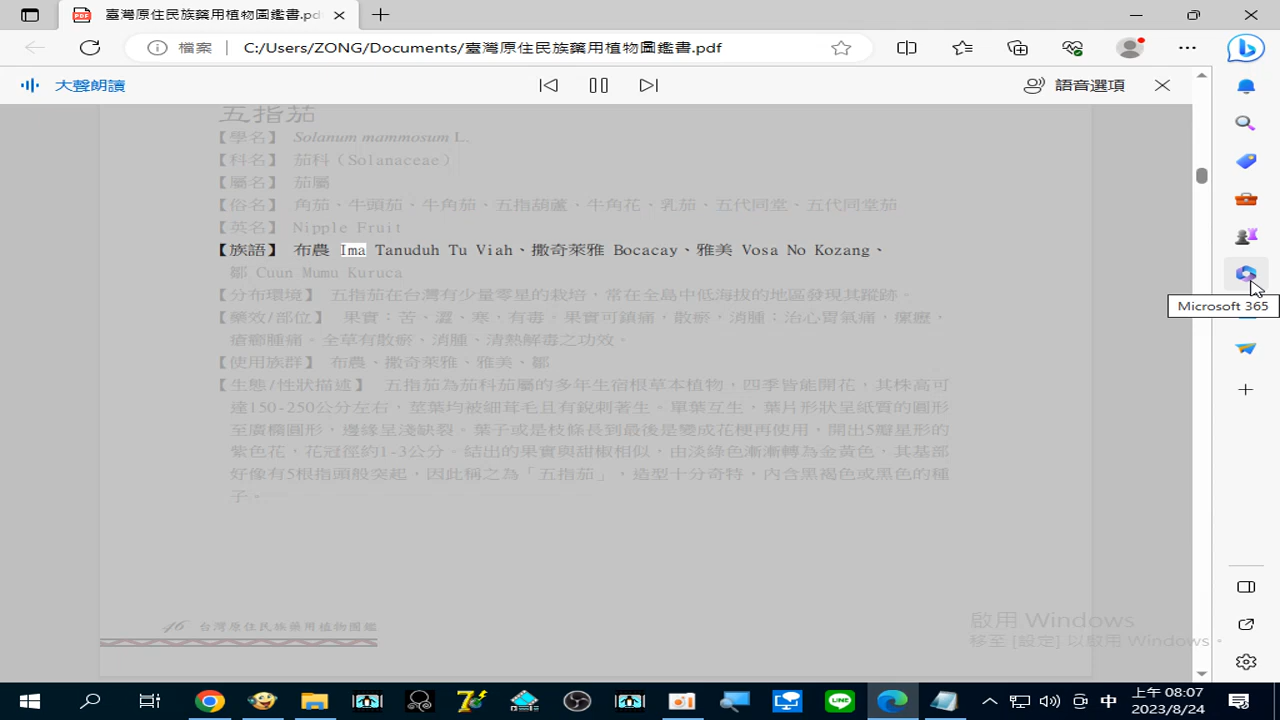 臺灣原住民族藥用植物圖鑑書.pdf
檔案
C:/Users/ZONG/Documents/臺灣原住民族藥用植物圖鑑書.pdf
大聲朗讀
語音選項
五指茄
【學名】 Solanum mammosum L.
【科名】 茄科（Solanaceae）
【屬名】 茄屬
【俗名】 角茄、牛頭茄、牛角茄、五指葫蘆、牛角花、乳茄、五代同堂、五代同堂茄
【英名】 Nipple Fruit
【族語】 布農 Ima Tanuduh Tu Viah、撒奇萊雅 Bocacay、雅美 Vosa No Kozang、
鄒 Cuun Mumu Kuruca
【分布環境】 五指茄在台灣有少量零星的栽培，常在全島中低海拔的地區發現其蹤跡。
【藥效/部位】 果實：苦、澀、寒，有毒，果實可鎮痛，散瘀，消腫；治心胃氣痛，瘰癧，
瘡癤腫痛。全草有散瘀、消腫、清熱解毒之功效。
【使用族群】 布農、撒奇萊雅、雅美、鄒
【生態/性狀描述】 五指茄為茄科茄屬的多年生宿根草本植物，四季皆能開花，其株高可
達150-250公分左右，莖葉均被細茸毛且有銳刺著生。單葉互生，葉片形狀呈紙質的圓形
至廣橢圓形，邊緣呈淺缺裂。葉子或是枝條長到最後是變成花梗再使用，開出5瓣星形的
紫色花，花冠徑約1-3公分。結出的果實與甜椒相似，由淡綠色漸漸轉為金黃色，其基部
好像有5根指頭般突起，因此稱之為「五指茄」，造型十分奇特，內含黑褐色或黑色的種
子。
46 台灣原住民族藥用植物圖鑑
Microsoft 365
啟用 Windows
移至 [設定] 以啟用 Windows。
中
上午 08:07
2023/8/24